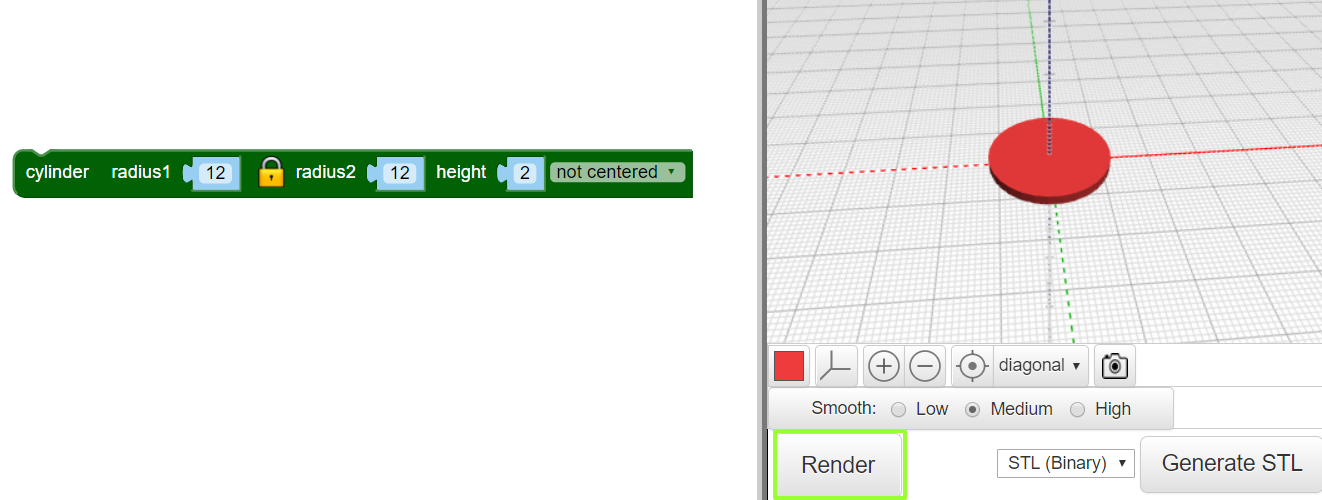 cylinder radius1 12 radius2 12 height 2 not centered
diagonal
Smooth: Low Medium High
Render STL (Binary) Generate STL